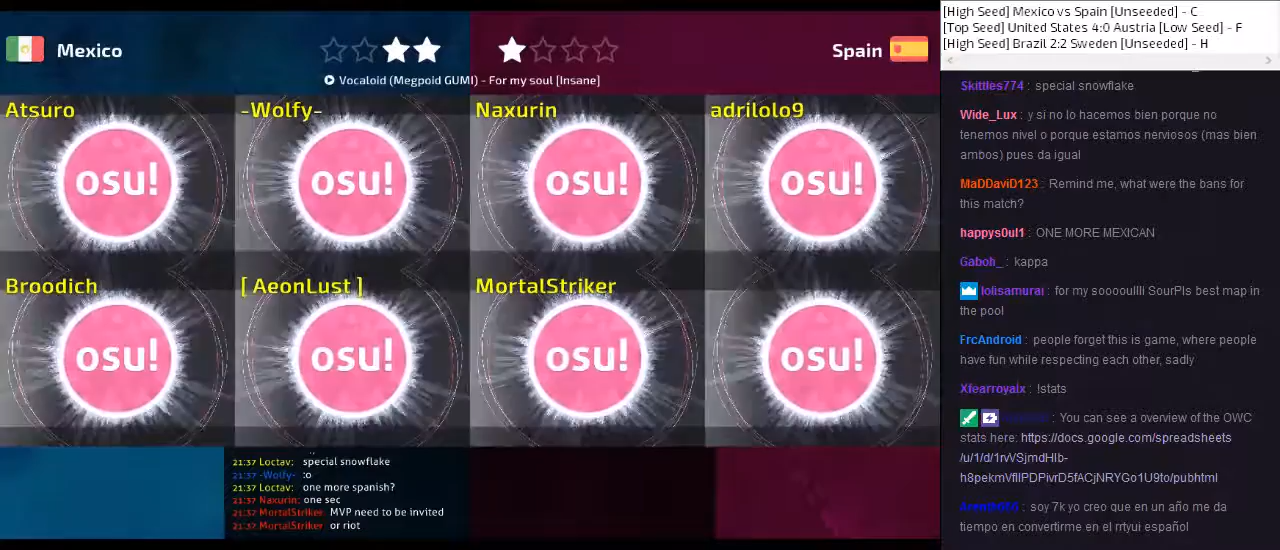 Mexico
Spain
Vocaloid (Megpoid GUMI) - For my soul [Insane]
Atsuro
-Wolfy-
Naxurin
adrilolo9
osu!
osu!
osu!
osu!
Broodich
[ AeonLust ]
MortalStriker
osu!
osu!
osu!
osu!
21:37 Loctav: special snowflake
21:37 -Wolfy- :o
21:37 Loctav: one more spanish?
21:37 Naxurin: one sec
21:37 MortalStriker: MVP need to be invited
21:37 MortalStriker: or riot
[High Seed] Mexico vs Spain [Unseeded] - C
[Top Seed] United States 4:0 Austria [Low Seed] - F
[High Seed] Brazil 2:2 Sweden [Unseeded] - H
Skittles774 : special snowflake
Wide_Lux : y si no lo hacemos bien porque no
tenemos nivel o porque estamos nerviosos (mas bien
ambos) pues da igual
MaDDaviD123 : Remind me, what were the bans for
this match?
happys0ul1 : ONE MORE MEXICAN
Gaboh_ : kappa
lolisamurai : for my sooooullli SourPls best map in
the pool
FrcAndroid : people forget this is game, where people
have fun while respecting each other, sadly
Xfearroyaix : !stats
: You can see a overview of the OWC
stats here: https://docs.google.com/spreadsheets
/u/1/d/1rvVSjmdHIb-
h8pekmVfllPDPivrD5fACjNRYGo1U9to/pubhtml
: soy 7k yo creo que en un año me da
tiempo en convertirme en el rrtyui español